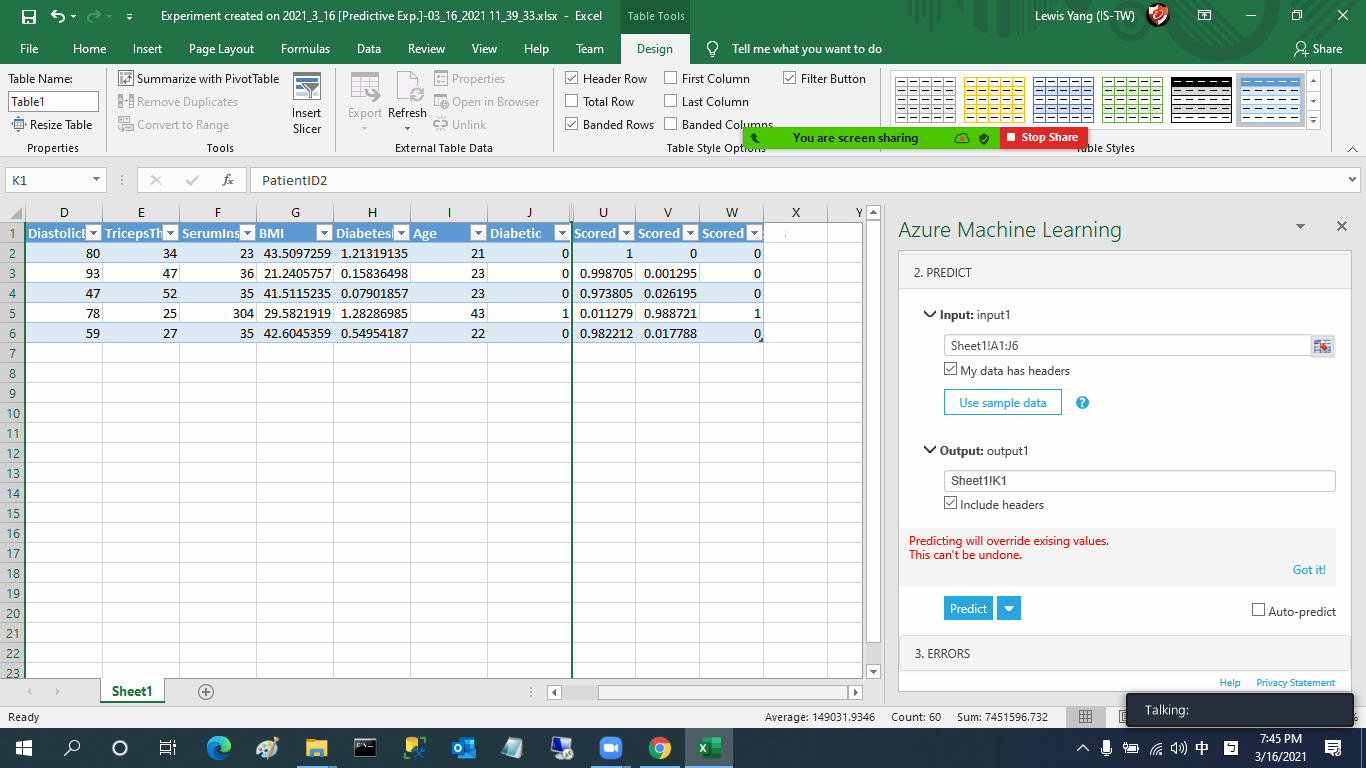 Experiment created on 2021_3_16 [Predictive Exp.]-03_16_2021 11_39_33.xlsx - Excel
Table Tools
Lewis Yang (IS-TW)
File Home Insert Page Layout Formulas Data Review View Help Team Design Tell me what you want to do Share
Table Name:
Table1
Resize Table
Properties
Summarize with PivotTable
Remove Duplicates
Convert to Range
Insert
Slicer
Tools
Export
Refresh
Properties
Open in Browser
Unlink
External Table Data
Header Row First Column Filter Button
Total Row Last Column
Banded Rows Banded Columns
Table Style Options
Table Styles
You are screen sharing
Stop Share
K1
fx
PatientID2
D E F G H I J U V W X Y
1 DiastolicB TricepsTh SerumIns BMI Diabetes Age Diabetic Scored Scored Scored
2 80 34 23 43.5097259 1.21319135 21 0 1 0 0
3 93 47 36 21.2405757 0.15836498 23 0 0.998705 0.001295 0
4 47 52 35 41.5115235 0.07901857 23 0 0.973805 0.026195 0
5 78 25 304 29.5821919 1.28286985 43 1 0.011279 0.988721 1
6 59 27 35 42.6045359 0.54954187 22 0 0.982212 0.017788 0
7
8
9
10
11
12
13
14
15
16
17
18
19
20
21
22
23
Azure Machine Learning
2. PREDICT
Input: input1
Sheet1!A1:J6
My data has headers
Use sample data
?
Output: output1
Sheet1!K1
Include headers
Predicting will override exising values.
This can't be undone.
Got it!
Predict
Auto-predict
3. ERRORS
Help Privacy Statement
Sheet1
Ready
Average: 149031.9346 Count: 60 Sum: 7451596.732
%
Talking:
中
7:45 PM
3/16/2021